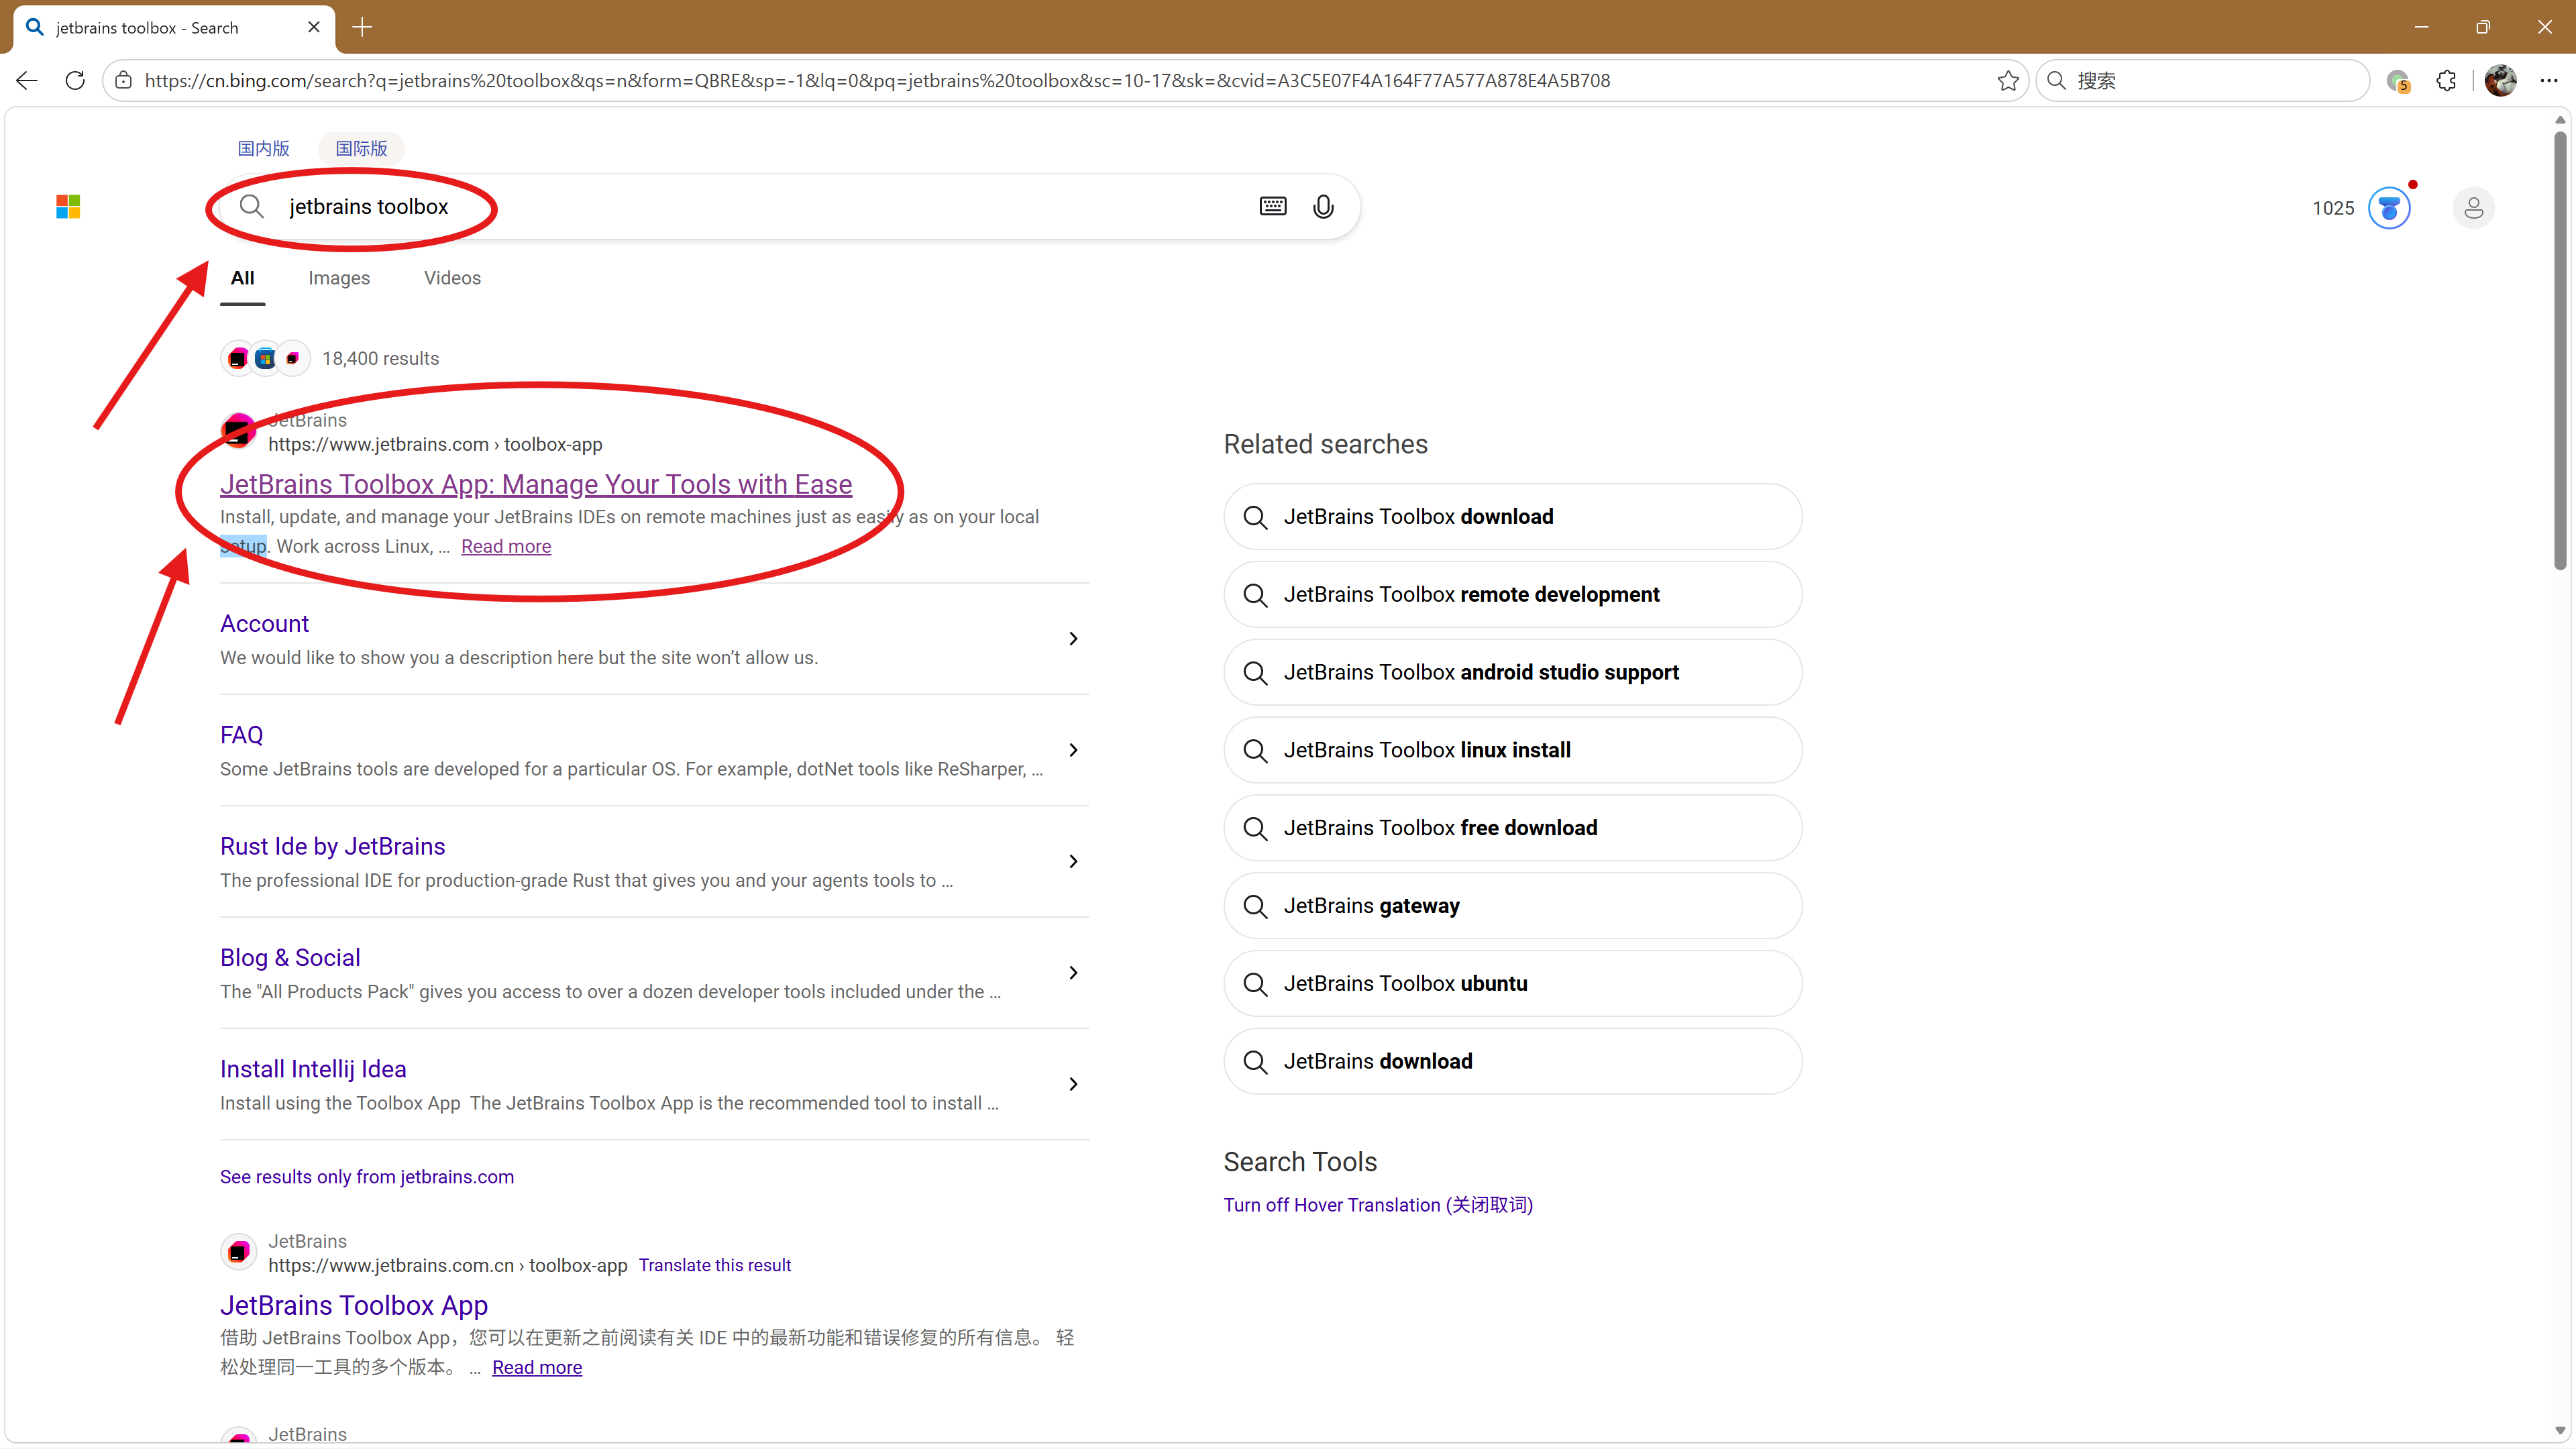 jetbrains toolbox - Search
https://cn.bing.com/search?q=jetbrains%20toolbox&qs=n&form=QBRE&sp=-1&lq=0&pq=jetbrains%20toolbox&sc=10-17&sk=&cvid=A3C5E07F4A164F77A577A878E4A5B708
搜索
5
国内版 国际版
jetbrains toolbox
1025
All Images Videos
18,400 results
JetBrains
https://www.jetbrains.com › toolbox-app
JetBrains Toolbox App: Manage Your Tools with Ease
Install, update, and manage your JetBrains IDEs on remote machines just as easily as on your local
setup. Work across Linux, … Read more
Account
We would like to show you a description here but the site won’t allow us.
FAQ
Some JetBrains tools are developed for a particular OS. For example, dotNet tools like ReSharper, …
Rust Ide by JetBrains
The professional IDE for production-grade Rust that gives you and your agents tools to …
Blog & Social
The "All Products Pack" gives you access to over a dozen developer tools included under the …
Install Intellij Idea
Install using the Toolbox App The JetBrains Toolbox App is the recommended tool to install …
See results only from jetbrains.com
JetBrains
https://www.jetbrains.com.cn › toolbox-app Translate this result
JetBrains Toolbox App
借助 JetBrains Toolbox App，您可以在更新之前阅读有关 IDE 中的最新功能和错误修复的所有信息。 轻
松处理同一工具的多个版本。 … Read more
JetBrains
Related searches
JetBrains Toolbox download
JetBrains Toolbox remote development
JetBrains Toolbox android studio support
JetBrains Toolbox linux install
JetBrains Toolbox free download
JetBrains gateway
JetBrains Toolbox ubuntu
JetBrains download
Search Tools
Turn off Hover Translation (关闭取词)